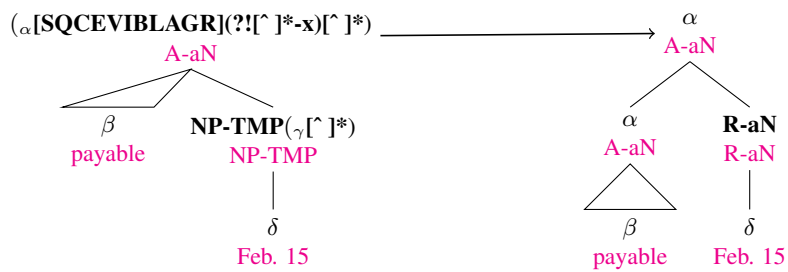 (α[SQCEVIBLAGR](?![^ ]*-x)[^ ]*)
A-aN
β
payable
NP-TMP(γ[^ ]*)
NP-TMP
δ
Feb. 15
α
A-aN
α
A-aN
β
payable
R-aN
R-aN
δ
Feb. 15